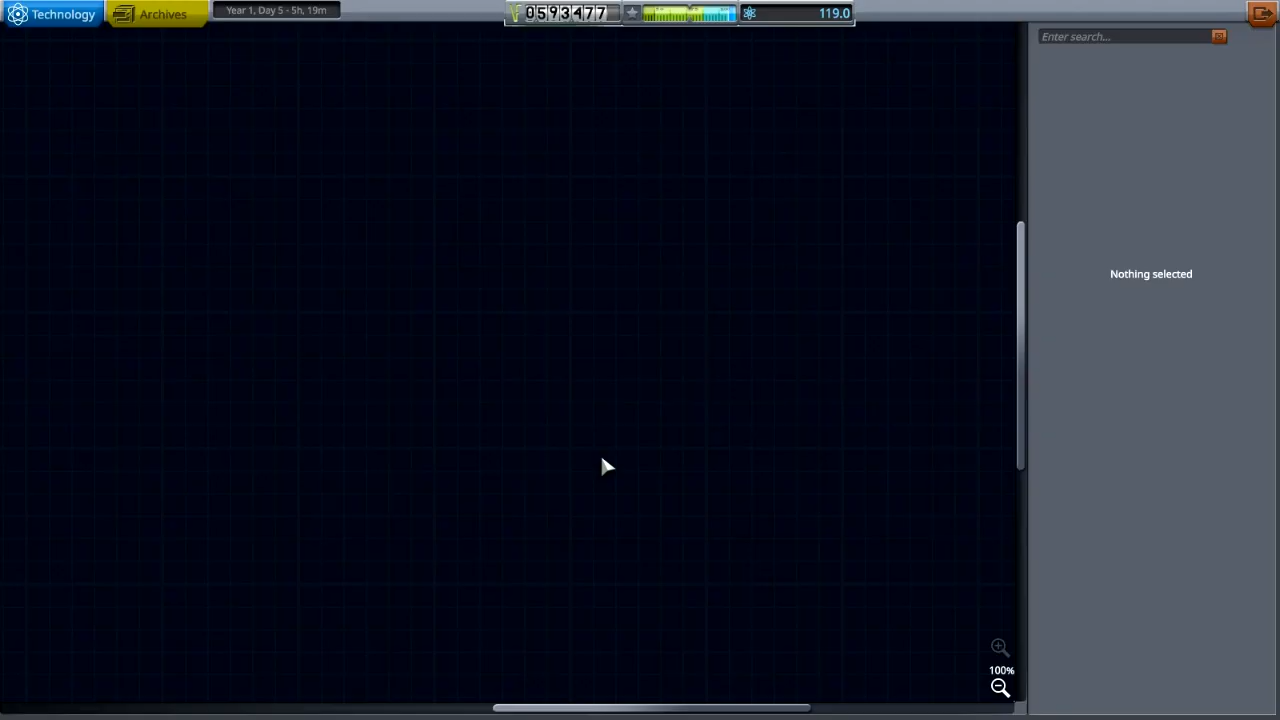 Technology
Archives
Year 1, Day 5 - 5h, 19m
0593477
119.0
Enter search...
Nothing selected
100%